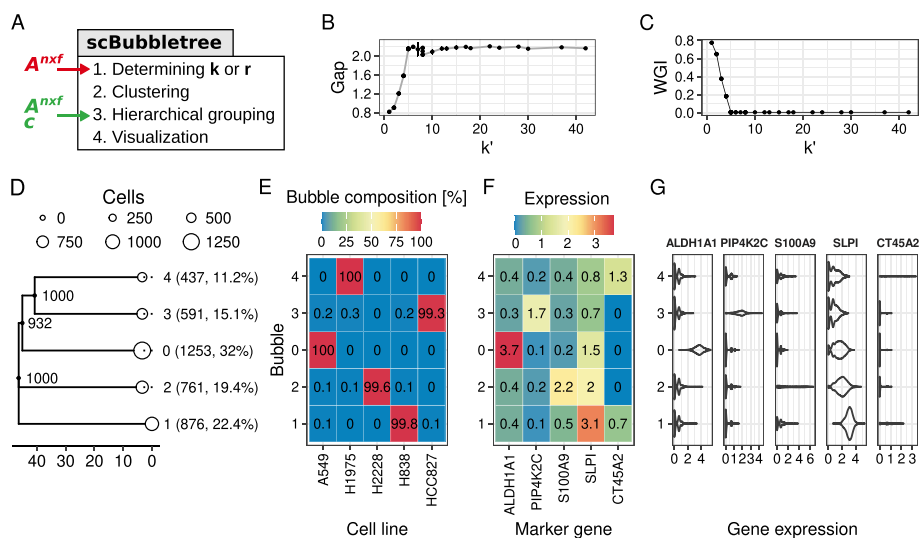 A
scBubbletree
A^nxf
1. Determining k or r
2. Clustering
A^nxf
C
3. Hierarchical grouping
4. Visualization
B
Gap
2.0
1.6
1.2
0.8
0 10 20 30 40
k'
C
WGI
0.8
0.6
0.4
0.2
0.0
0 10 20 30 40
k'
D
Cells
0 250 500
750 1000 1250
1000
932
1000
4 (437, 11.2%)
3 (591, 15.1%)
0 (1253, 32%)
2 (761, 19.4%)
1 (876, 22.4%)
40 30 20 10 0
E
Bubble composition [%]
0 25 50 75 100
Bubble
4 0 100 0 0 0
3 0.2 0.3 0 0.2 99.3
0 100 0 0 0 0
2 0.1 0.1 99.6 0.1 0
1 0.1 0 0 99.8 0.1
A549 H1975 H2228 H838 HCC827
Cell line
F
Expression
0 1 2 3
4 0.4 0.2 0.4 0.8 1.3
3 0.3 1.7 0.3 0.7 0
0 3.7 0.1 0.2 1.5 0
2 0.4 0.2 2.2 2 0
1 0.4 0.1 0.5 3.1 0.7
ALDH1A1 PIP4K2C S100A9 SLPI CT45A2
Marker gene
G
ALDH1A1 PIP4K2C S100A9 SLPI CT45A2
4
3
0
2
1
0 2 4 0 1 2 3 4 0 2 4 6 0 2 4 0 1 2 3
Gene expression